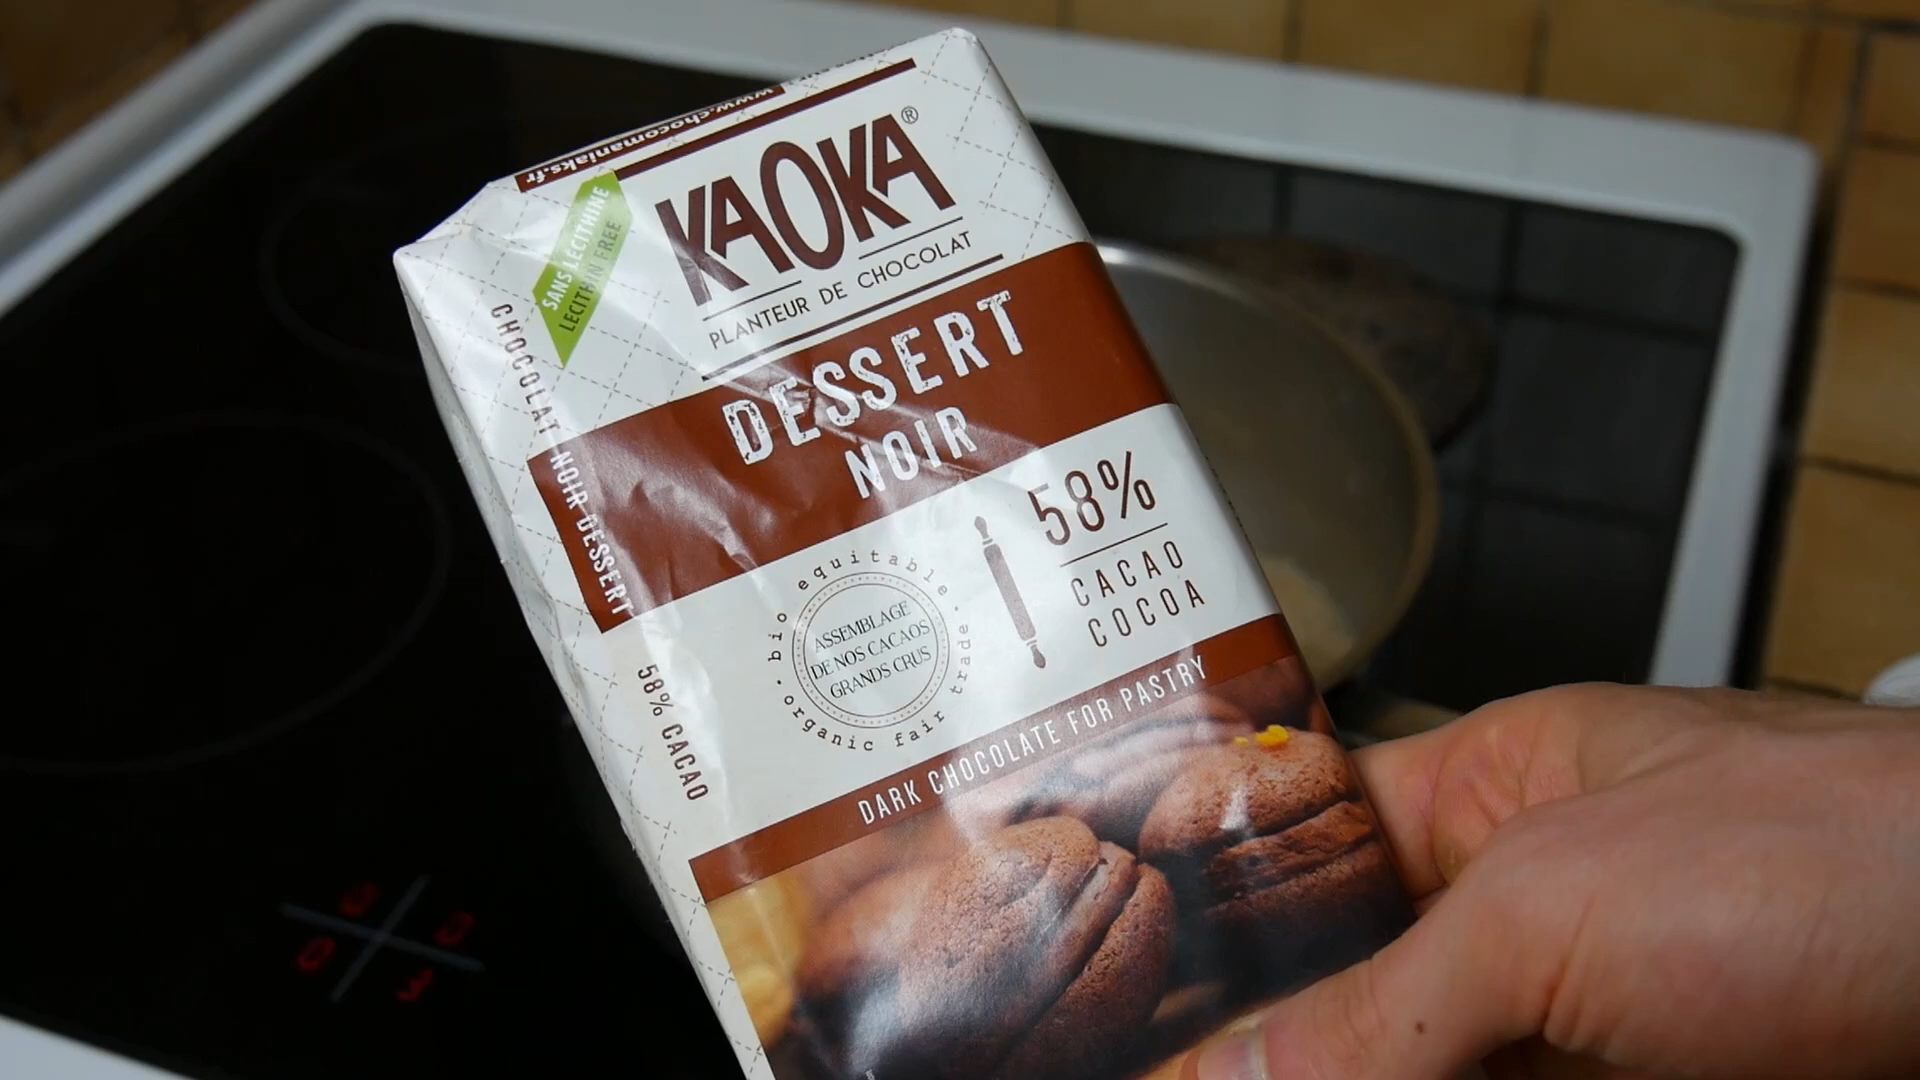 www.chocomaniaks.fr
SANS LECITHINE
LECITHIN FREE
KAOKA®
PLANTEUR DE CHOCOLAT
DESSERT
NOIR
CHOCOLAT NOIR DESSERT
58% CACAO
58%
CACAO
COCOA
bio equitable
organic fair trade
ASSEMBLAGE
DE NOS CACAOS
GRANDS CRUS
DARK CHOCOLATE FOR PASTRY